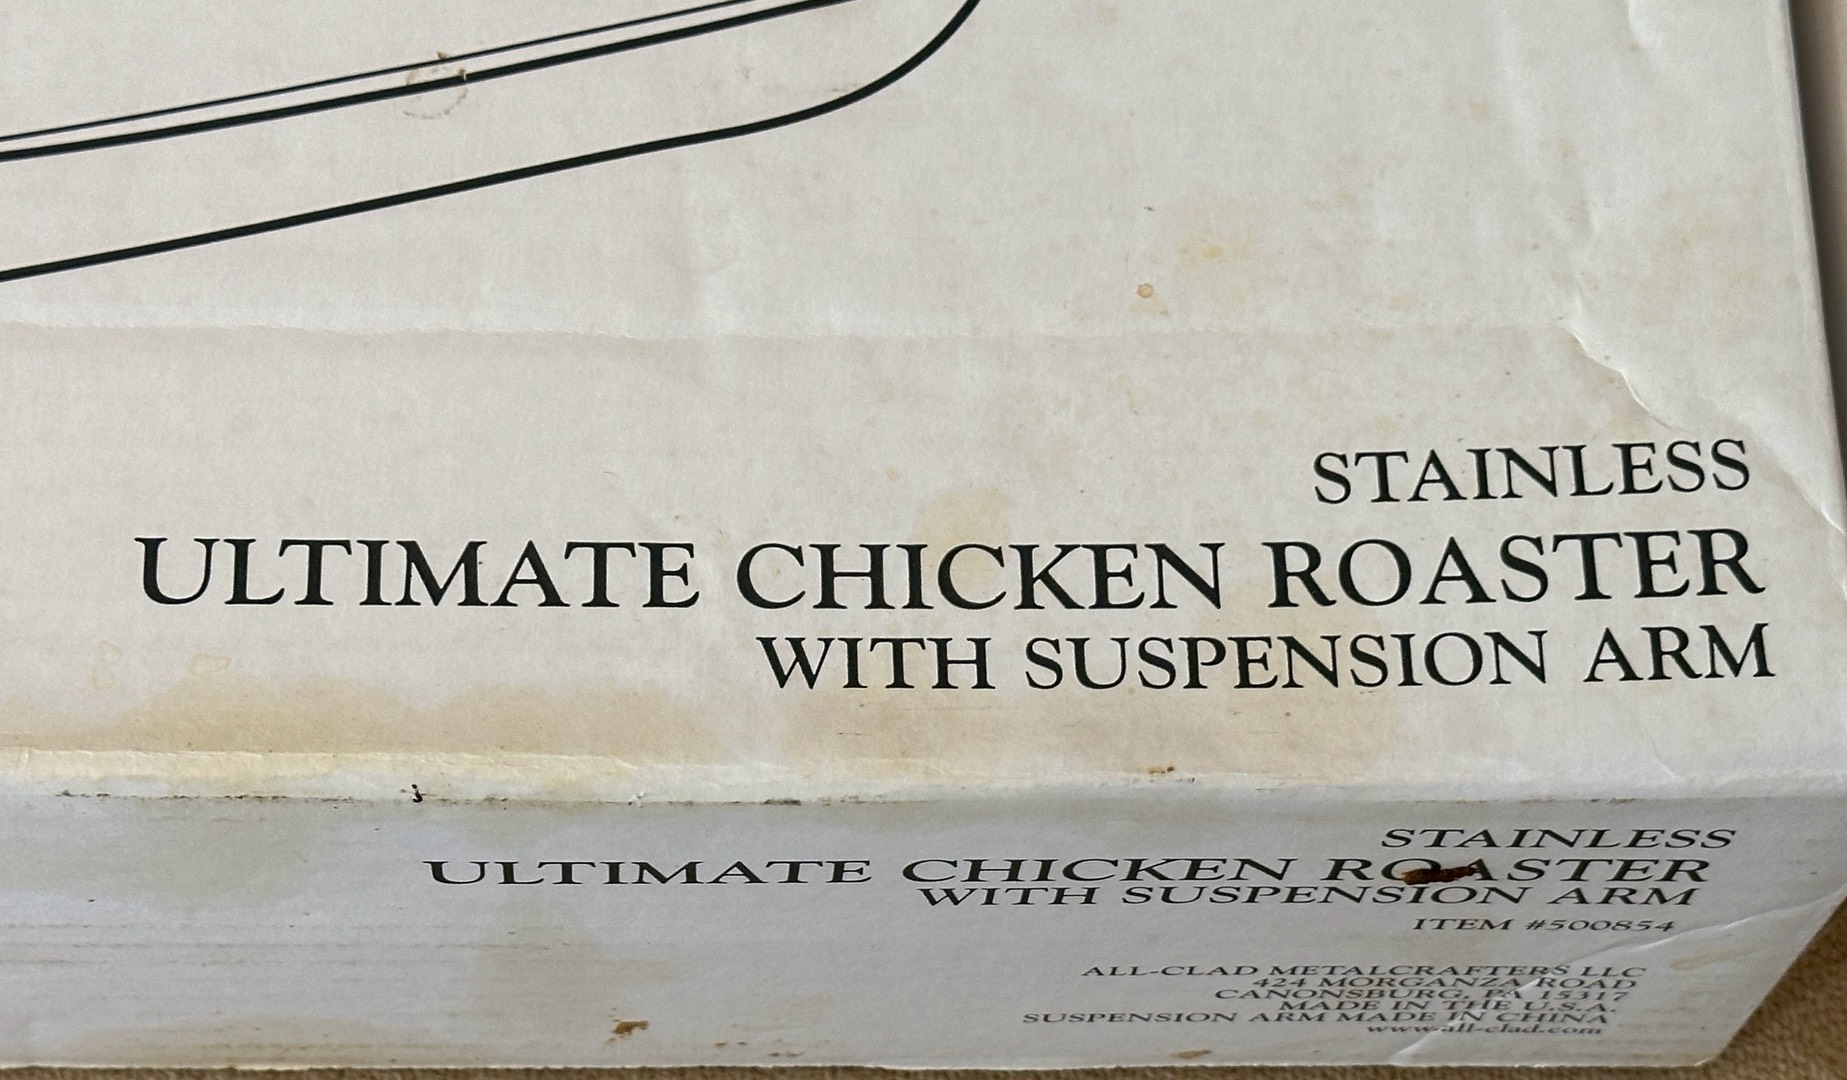 STAINLESS
ULTIMATE CHICKEN ROASTER
WITH SUSPENSION ARM
STAINLESS
ULTIMATE CHICKEN ROASTER
WITH SUSPENSION ARM
ITEM #500854
ALL-CLAD METALCRAFTERS LLC
424 MORGANZA ROAD
CANONSBURG, PA 15317
MADE IN THE U.S.A.
SUSPENSION ARM MADE IN CHINA
www.all-clad.com